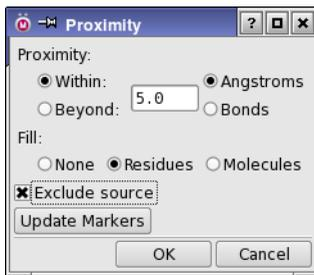 Proximity
Proximity:
Within: 5.0 Angstroms
Beyond: Bonds
Fill:
None Residues Molecules
Exclude source
Update Markers
OK Cancel